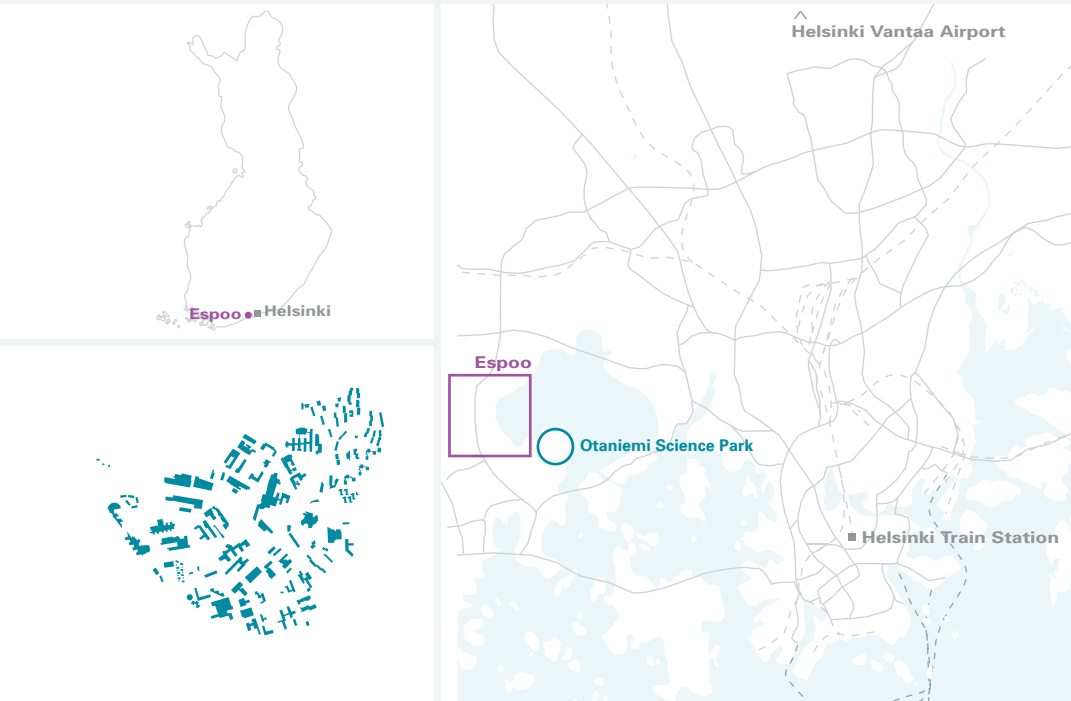 Espoo
Helsinki
Helsinki Vantaa Airport
Espoo
Otaniemi Science Park
Helsinki Train Station